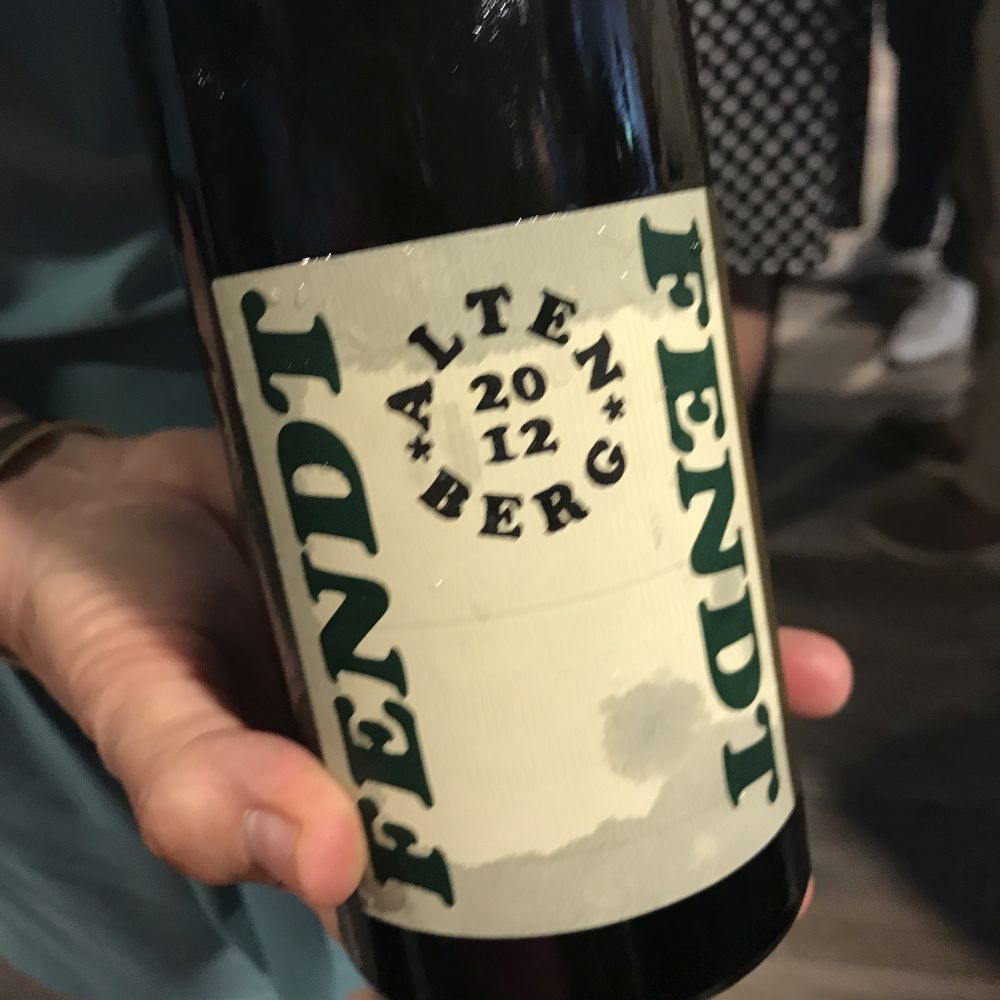 FENDT
ALTEN
20
12
* BERG *
FENDT